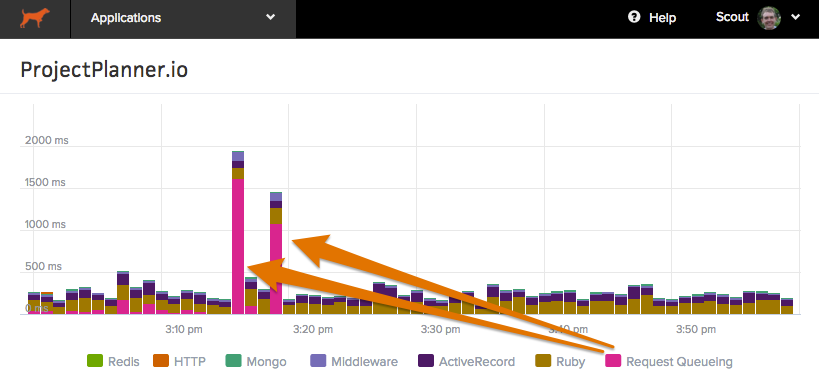 Applications Help Scout
ProjectPlanner.io
2000 ms
1500 ms
1000 ms
500 ms
0 ms
3:10 pm 3:20 pm 3:30 pm 3:40 pm 3:50 pm
Redis HTTP Mongo Middleware ActiveRecord Ruby Request Queueing